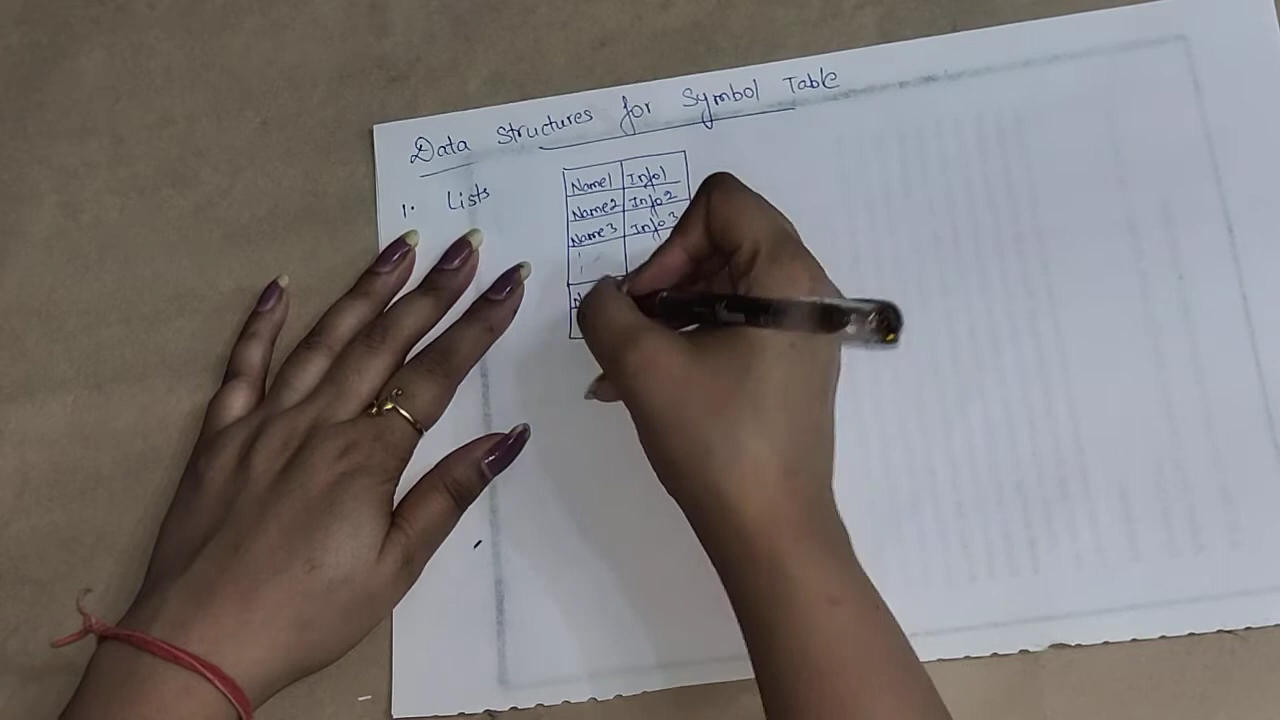 Data Structures for Symbol Table
1. Lists
Name1 Info1
Name2 Info2
Name3 Info3